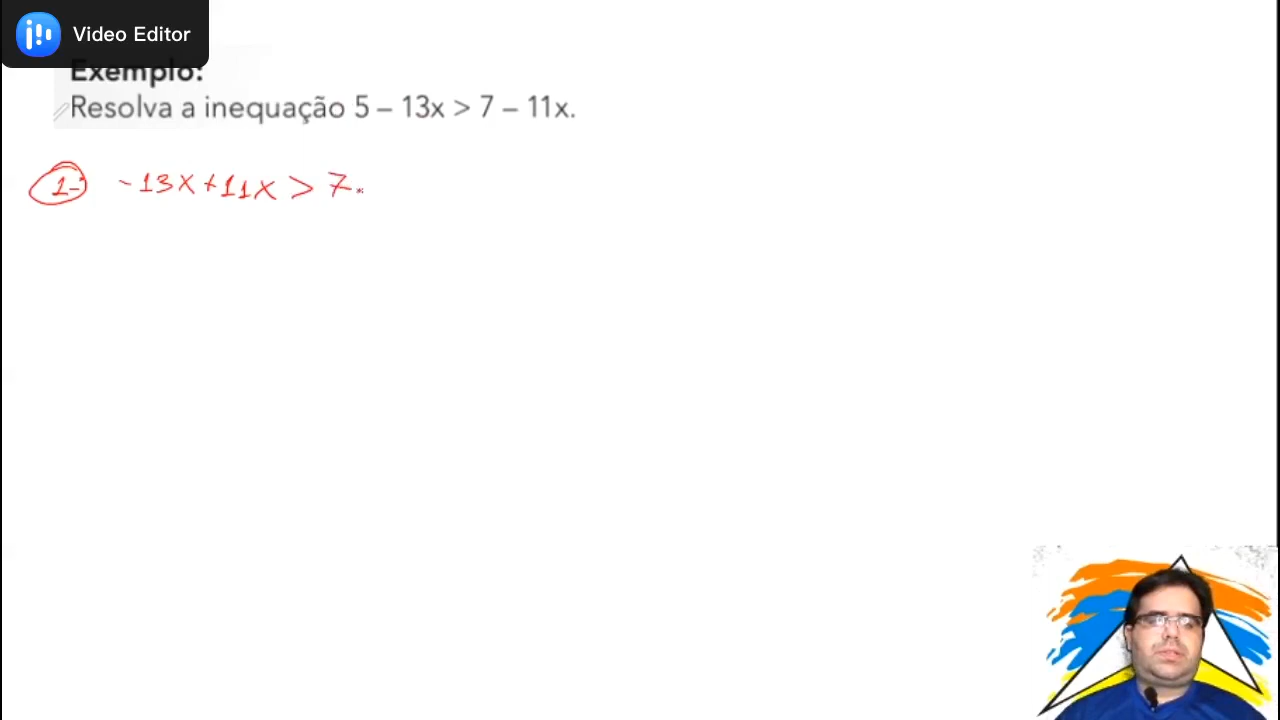 Video Editor
Exemplo:
Resolva a inequação 5 – 13x > 7 – 11x.
1- -13x+11x > 7